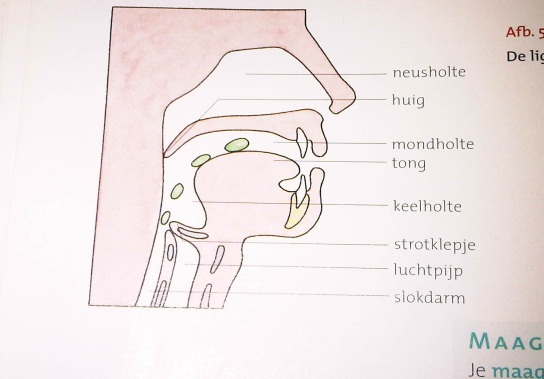 neusholte
huig
mondholte
tong
keelholte
strotklepje
luchtpijp
slokdarm
Afb. 5
De lig
MAAG
Je maag